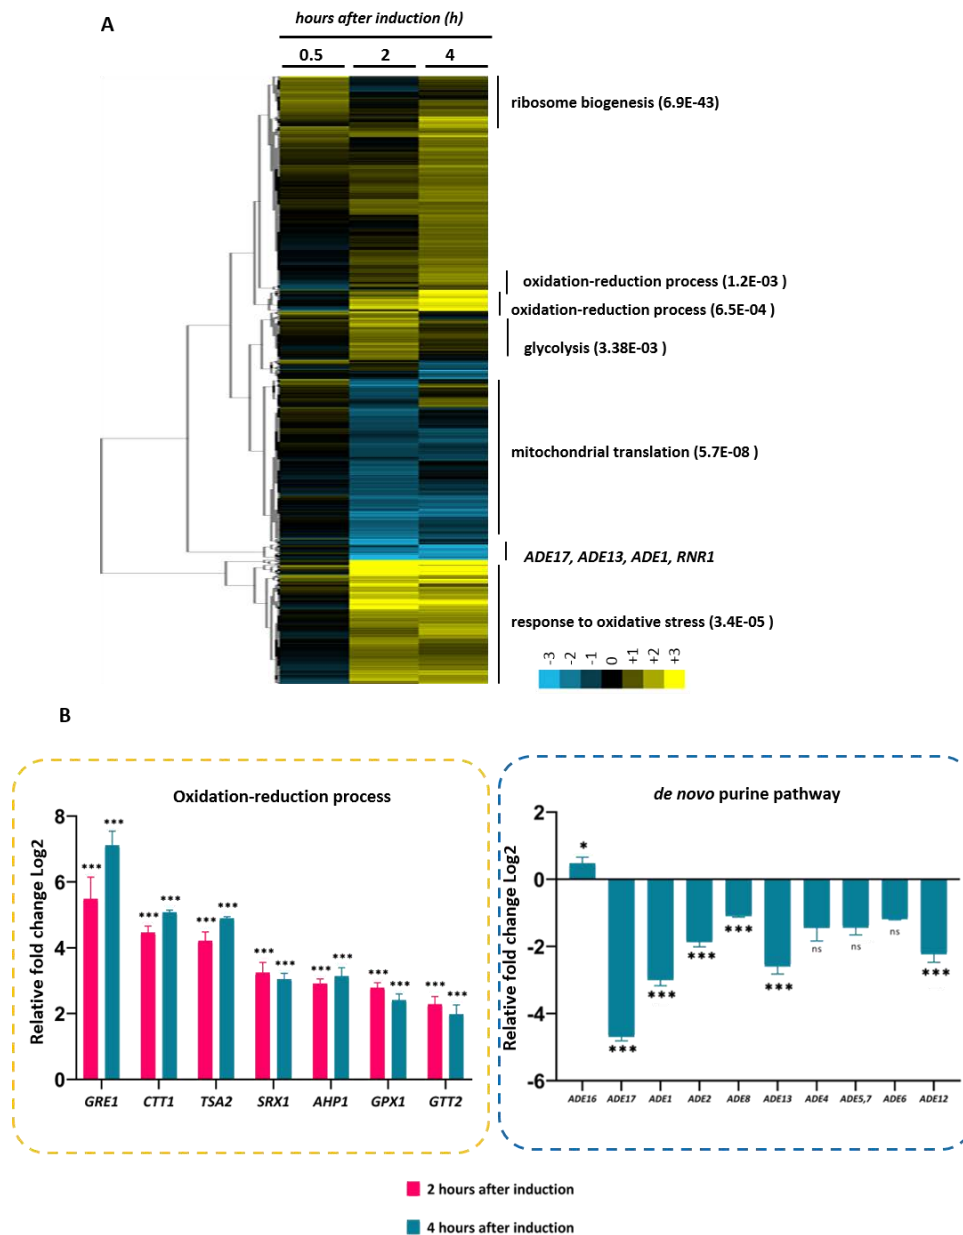 A
hours after induction (h)
0.5 2 4
ribosome biogenesis (6.9E-43)
oxidation-reduction process (1.2E-03 )
oxidation-reduction process (6.5E-04 )
glycolysis (3.38E-03 )
mitochondrial translation (5.7E-08 )
ADE17, ADE13, ADE1, RNR1
response to oxidative stress (3.4E-05 )
-3 -2 -1 0 +1 +2 +3
B
Oxidation-reduction process
Relative fold change Log2
8
6
4
2
0
*** *** *** *** *** *** *** *** *** *** *** *** *** ***
GRE1 CTT1 TSA2 SRX1 AHP1 GPX1 GTT2
de novo purine pathway
Relative fold change Log2
2
0
-2
-4
-6
* *** *** *** *** *** ns ns ns ***
ADE16 ADE17 ADE1 ADE2 ADE8 ADE13 ADE4 ADE5,7 ADE6 ADE12
2 hours after induction
4 hours after induction